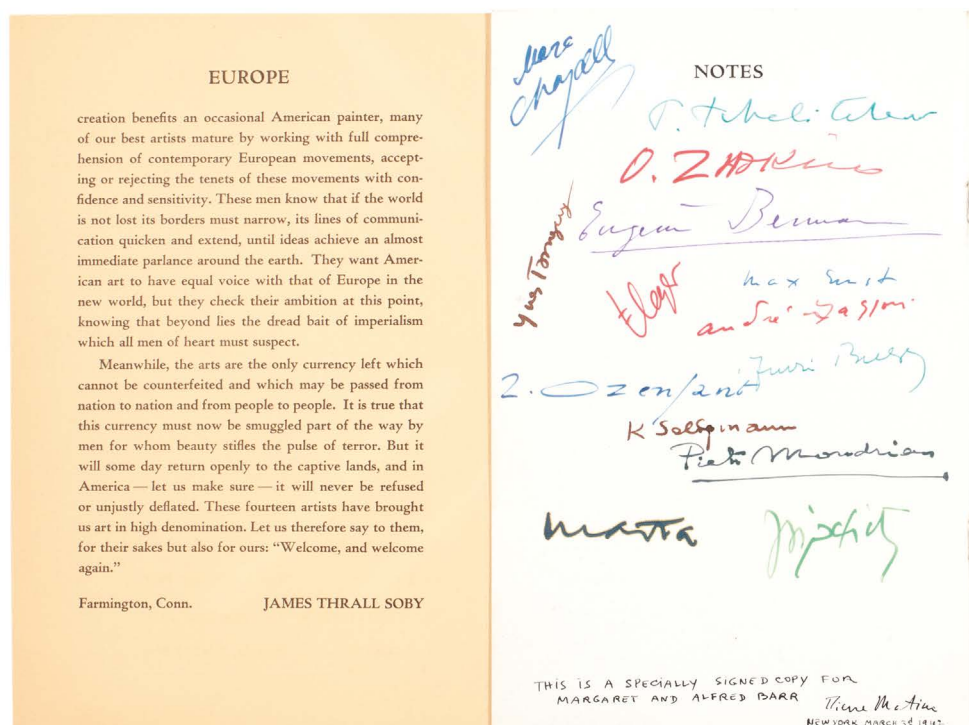 EUROPE
creation benefits an occasional American painter, many
of our best artists mature by working with full compre-
hension of contemporary European movements, accept-
ing or rejecting the tenets of these movements with con-
fidence and sensitivity. These men know that if the world
is not lost its borders must narrow, its lines of communi-
cation quicken and extend, until ideas achieve an almost
immediate parlance around the earth. They want Amer-
ican art to have equal voice with that of Europe in the
new world, but they check their ambition at this point,
knowing that beyond lies the dread bait of imperialism
which all men of heart must suspect.
Meanwhile, the arts are the only currency left which
cannot be counterfeited and which may be passed from
nation to nation and from people to people. It is true that
this currency must now be smuggled part of the way by
men for whom beauty stifles the pulse of terror. But it
will some day return openly to the captive lands, and in
America — let us make sure — it will never be refused
or unjustly deflated. These fourteen artists have brought
us art in high denomination. Let us therefore say to them,
for their sakes but also for ours: “Welcome, and welcome
again.”
Farmington, Conn. JAMES THRALL SOBY
NOTES
Marc
Chagall
P. Tchelitchew
O. ZADKINE
Eugene Berman
Yves Tanguy
FLeger
max ernst
andré Masson
Ozenfant
K Seligmann
Piet Mondrian
matta
Lipchitz
THIS IS A SPECIALLY SIGNED COPY FOR
MARGARET AND ALFRED BARR
Pierre Matisse
NEW YORK MARCH 3d 1942